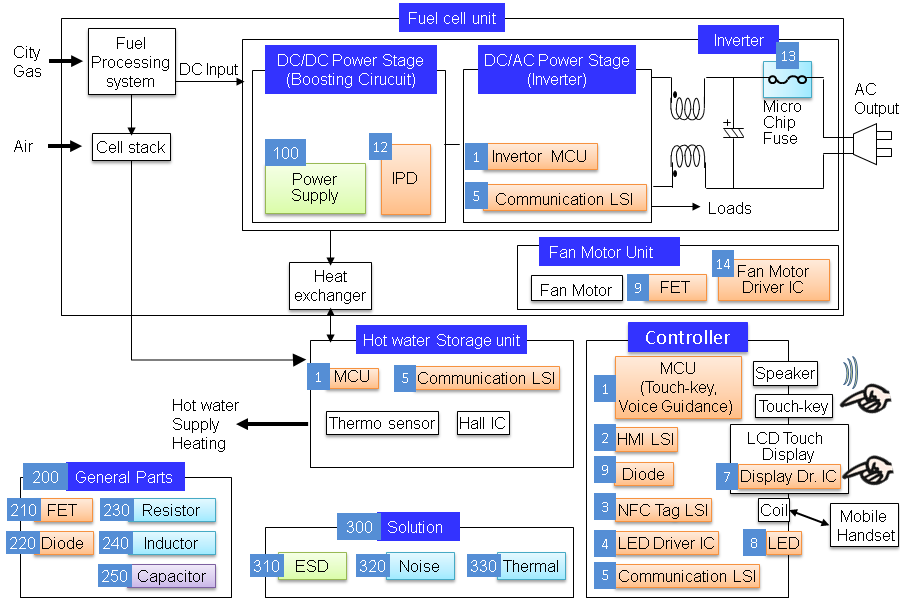 Fuel cell unit
City
Gas
Fuel
Processing
system
DC Input
Air
Cell stack
DC/DC Power Stage
(Boosting Cirucuit)
100
Power
Supply
12
IPD
DC/AC Power Stage
(Inverter)
1
Invertor MCU
5
Communication LSI
Inverter
13
Micro
Chip
Fuse
+
AC
Output
Loads
Heat
exchanger
Fan Motor Unit
Fan Motor
9
FET
14
Fan Motor
Driver IC
Hot water Storage unit
1
MCU
5
Communication LSI
Thermo sensor
Hall IC
Hot water
Supply
Heating
Controller
1
MCU
(Touch-key,
Voice Guidance)
2
HMI LSI
9
Diode
3
NFC Tag LSI
4
LED Driver IC
5
Communication LSI
Speaker
Touch-key
LCD Touch
Display
7
Display Dr. IC
Coil
8
LED
Mobile
Handset
200
General Parts
210
FET
230
Resistor
220
Diode
240
Inductor
250
Capacitor
300
Solution
310
ESD
320
Noise
330
Thermal